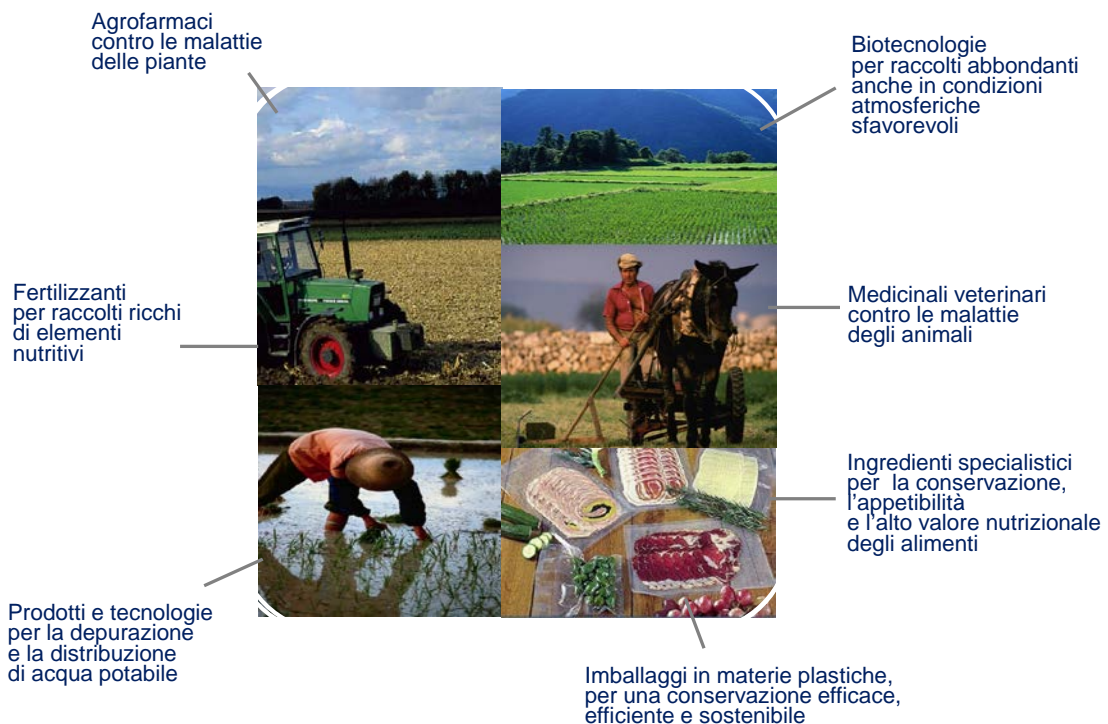 Agrofarmaci
contro le malattie
delle piante
Biotecnologie
per raccolti abbondanti
anche in condizioni
atmosferiche
sfavorevoli
Fertilizzanti
per raccolti ricchi
di elementi
nutritivi
Medicinali veterinari
contro le malattie
degli animali
Ingredienti specialistici
per la conservazione,
l'appetibilità
e l'alto valore nutrizionale
degli alimenti
Prodotti e tecnologie
per la depurazione
e la distribuzione
di acqua potabile
Imballaggi in materie plastiche,
per una conservazione efficace,
efficiente e sostenibile